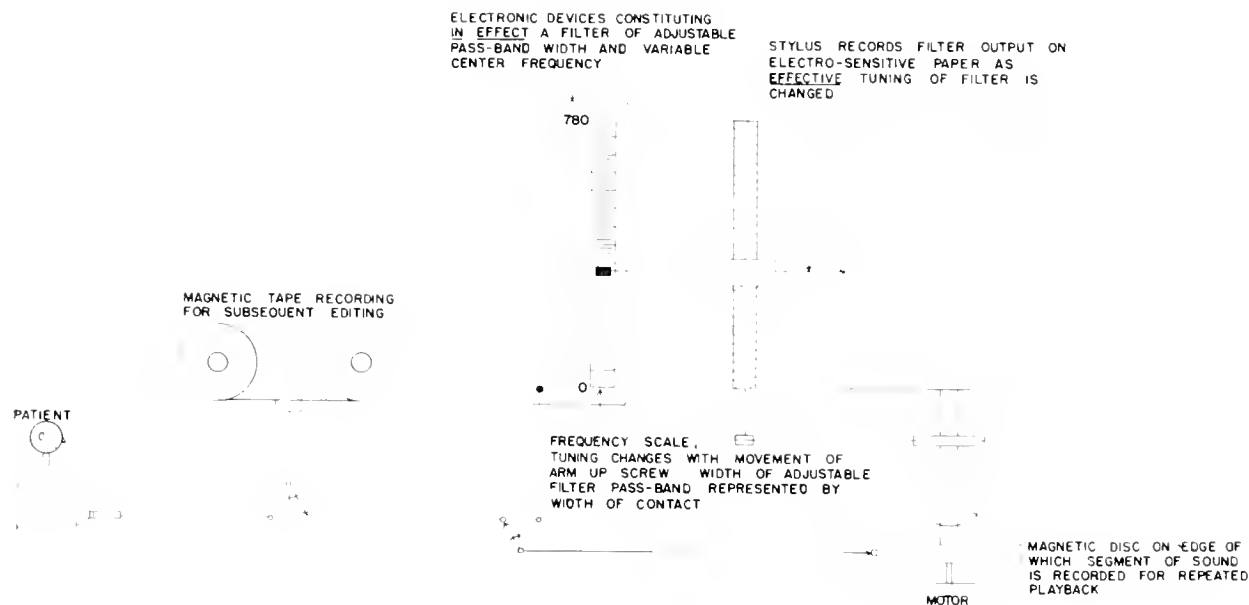 ELECTRONIC DEVICES CONSTITUTING
IN EFFECT A FILTER OF ADJUSTABLE
PASS-BAND WIDTH AND VARIABLE
CENTER FREQUENCY
STYLUS RECORDS FILTER OUTPUT ON
ELECTRO-SENSITIVE PAPER AS
EFFECTIVE TUNING OF FILTER IS
CHANGED
780
MAGNETIC TAPE RECORDING
FOR SUBSEQUENT EDITING
0
PATIENT
FREQUENCY SCALE,
TUNING CHANGES WITH MOVEMENT OF
ARM UP SCREW WIDTH OF ADJUSTABLE
FILTER PASS-BAND REPRESENTED BY
WIDTH OF CONTACT
MAGNETIC DISC ON EDGE OF
WHICH SEGMENT OF SOUND
IS RECORDED FOR REPEATED
PLAYBACK
MOTOR